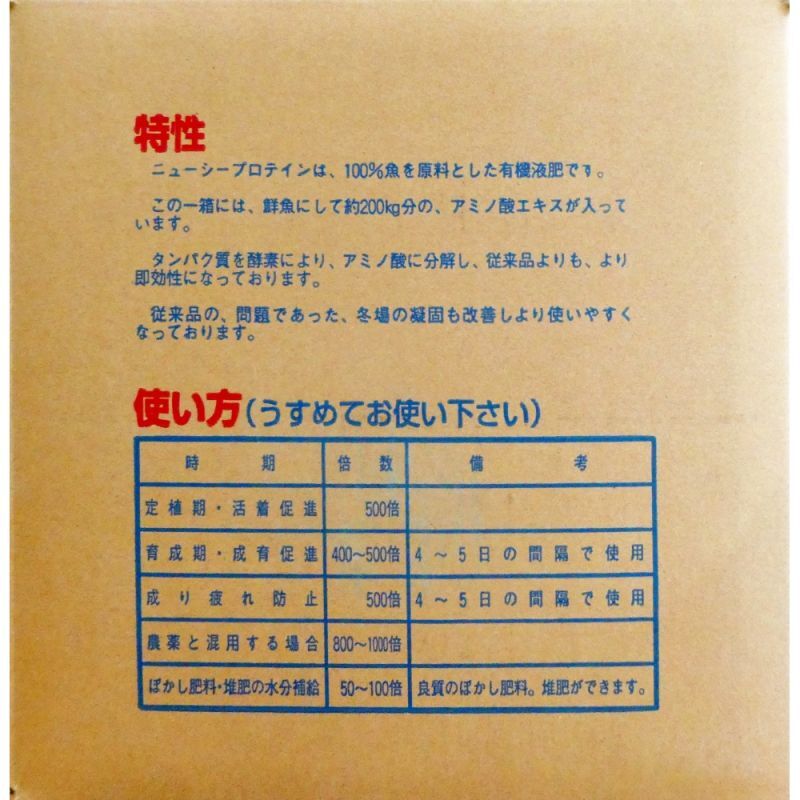 特性
ニューシープロテインは、100%魚を原料とした有機液肥です。
この一箱には、鮮魚にして約200kg分の、アミノ酸エキスが入って
います。
タンパク質を酵素により、アミノ酸に分解し、従来品よりも、より
即効性になっております。
従来品の、問題であった、冬場の凝固も改善しより使いやすく
なっております。
使い方(うすめてお使い下さい)
時期 倍数 備考
定植期・活着促進 500倍
育成期・成育促進 400〜500倍 4〜5日の間隔で使用
成り疲れ防止 500倍 4〜5日の間隔で使用
農薬と混用する場合 800〜1000倍
ぼかし肥料・堆肥の水分補給 50〜100倍 良質のぼかし肥料。堆肥ができます。